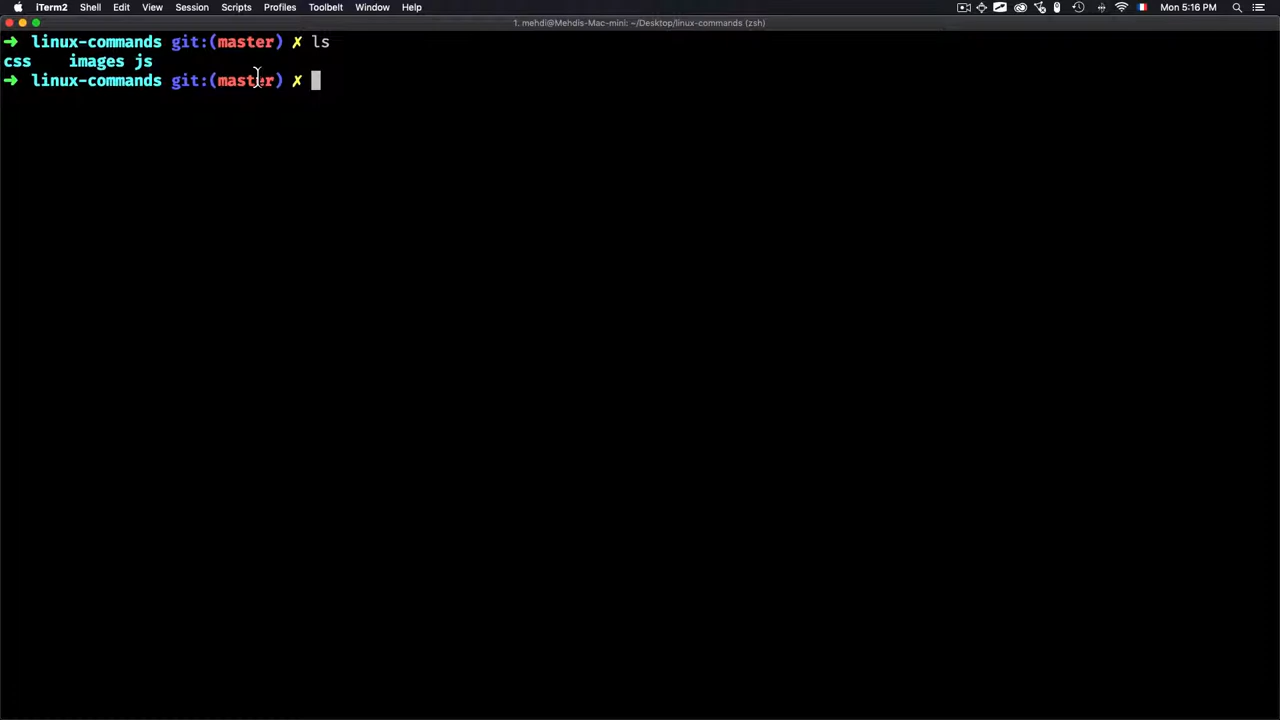 iTerm2 Shell Edit View Session Scripts Profiles Toolbelt Window Help Mon 5:16 PM
1. mehdi@Mehdis-Mac-mini: ~/Desktop/linux-commands (zsh)
➜ linux-commands git:(master) ✗ ls
css images js
➜ linux-commands git:(master) ✗